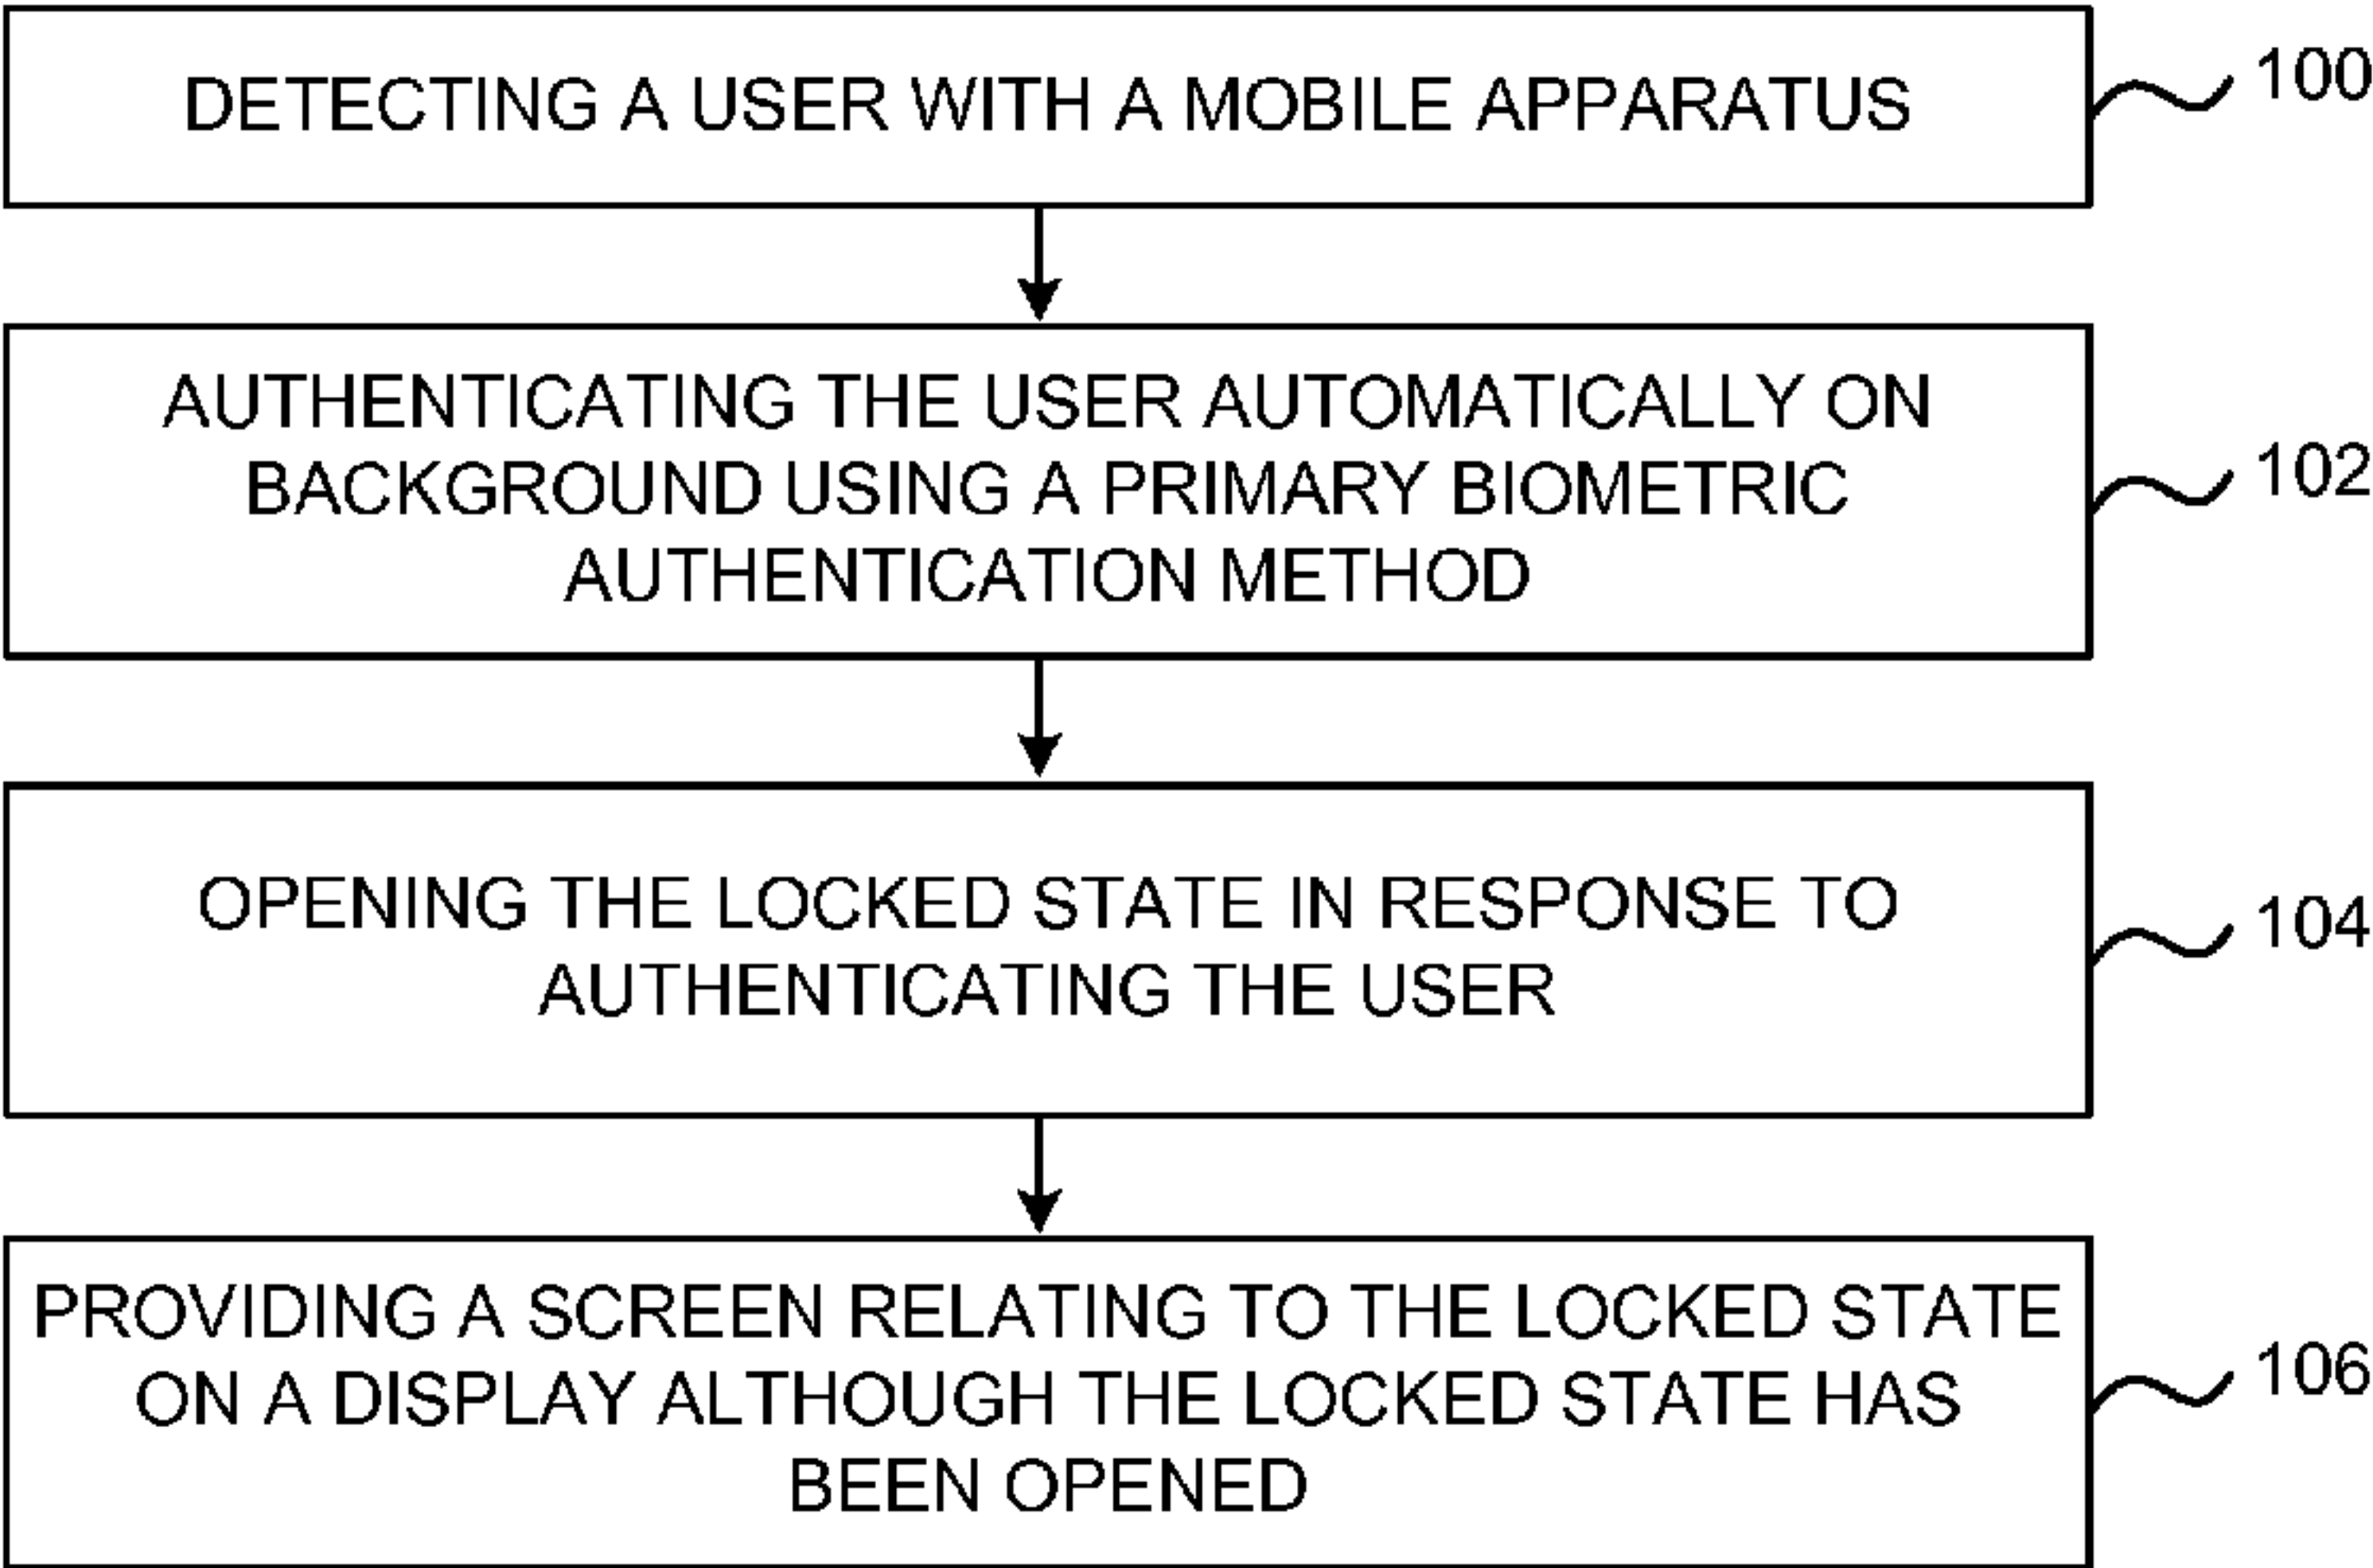 DETECTING A USER WITH A MOBILE APPARATUS
100
AUTHENTICATING THE USER AUTOMATICALLY ON
BACKGROUND USING A PRIMARY BIOMETRIC
AUTHENTICATION METHOD
102
OPENING THE LOCKED STATE IN RESPONSE TO
AUTHENTICATING THE USER
104
PROVIDING A SCREEN RELATING TO THE LOCKED STATE
ON A DISPLAY ALTHOUGH THE LOCKED STATE HAS
BEEN OPENED
106